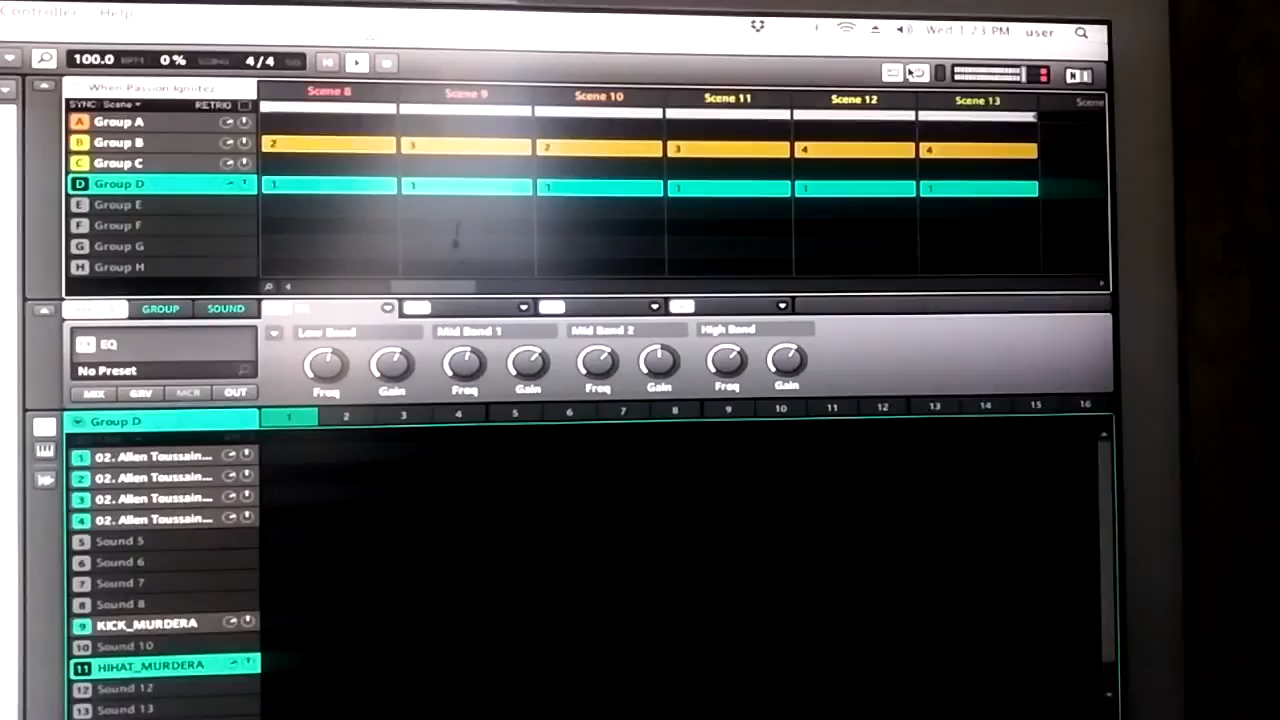 Controller Help
Wed 1:23 PM user
100.0 BPM 0% SWING 4/4
When Passion Ignitez
SYNC: Scene RETRIG
Scene 8 Scene 9 Scene 10 Scene 11 Scene 12 Scene 13 Scene
A Group A
B Group B 2 3 2 3 4 4
C Group C
D Group D 1 1 1 1 1 1
E Group E
F Group F
G Group G
H Group H
GROUP SOUND
EQ
No Preset
MIX GRV MCR OUT
Low Band Mid Band 1 Mid Band 2 High Band
Freq Gain Freq Gain Freq Gain Freq Gain
Group D
1 2 3 4 5 6 7 8 9 10 11 12 13 14 15 16
1 02. Allen Toussain...
2 02. Allen Toussain...
3 02. Allen Toussain...
4 02. Allen Toussain...
5 Sound 5
6 Sound 6
7 Sound 7
8 Sound 8
9 KICK_MURDERA
10 Sound 10
11 HIHAT_MURDERA
12 Sound 12
13 Sound 13